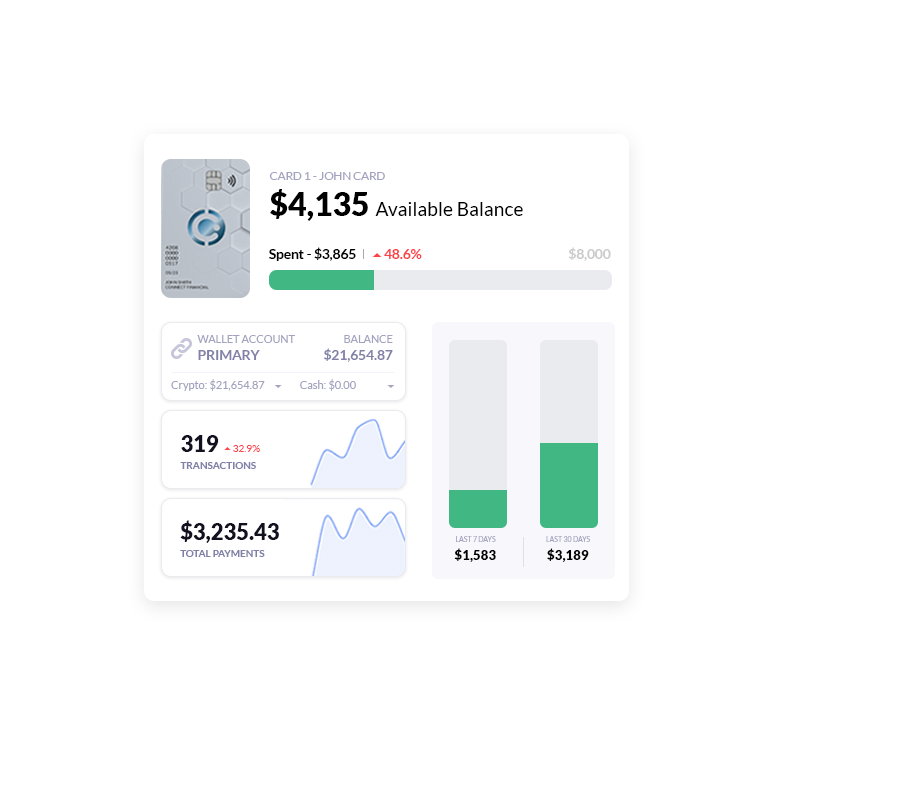 CARD 1 - JOHN CARD
$4,135 Available Balance
Spent - $3,865 | 48.6%
$8,000
4206
0000
0000
0517
05/23
JOHN SMITH
CONNECT FINANCIAL
WALLET ACCOUNT
PRIMARY
BALANCE
$21,654.87
Crypto: $21,654.87
Cash: $0.00
319 32.9%
TRANSACTIONS
$3,235.43
TOTAL PAYMENTS
LAST 7 DAYS
$1,583
LAST 30 DAYS
$3,189